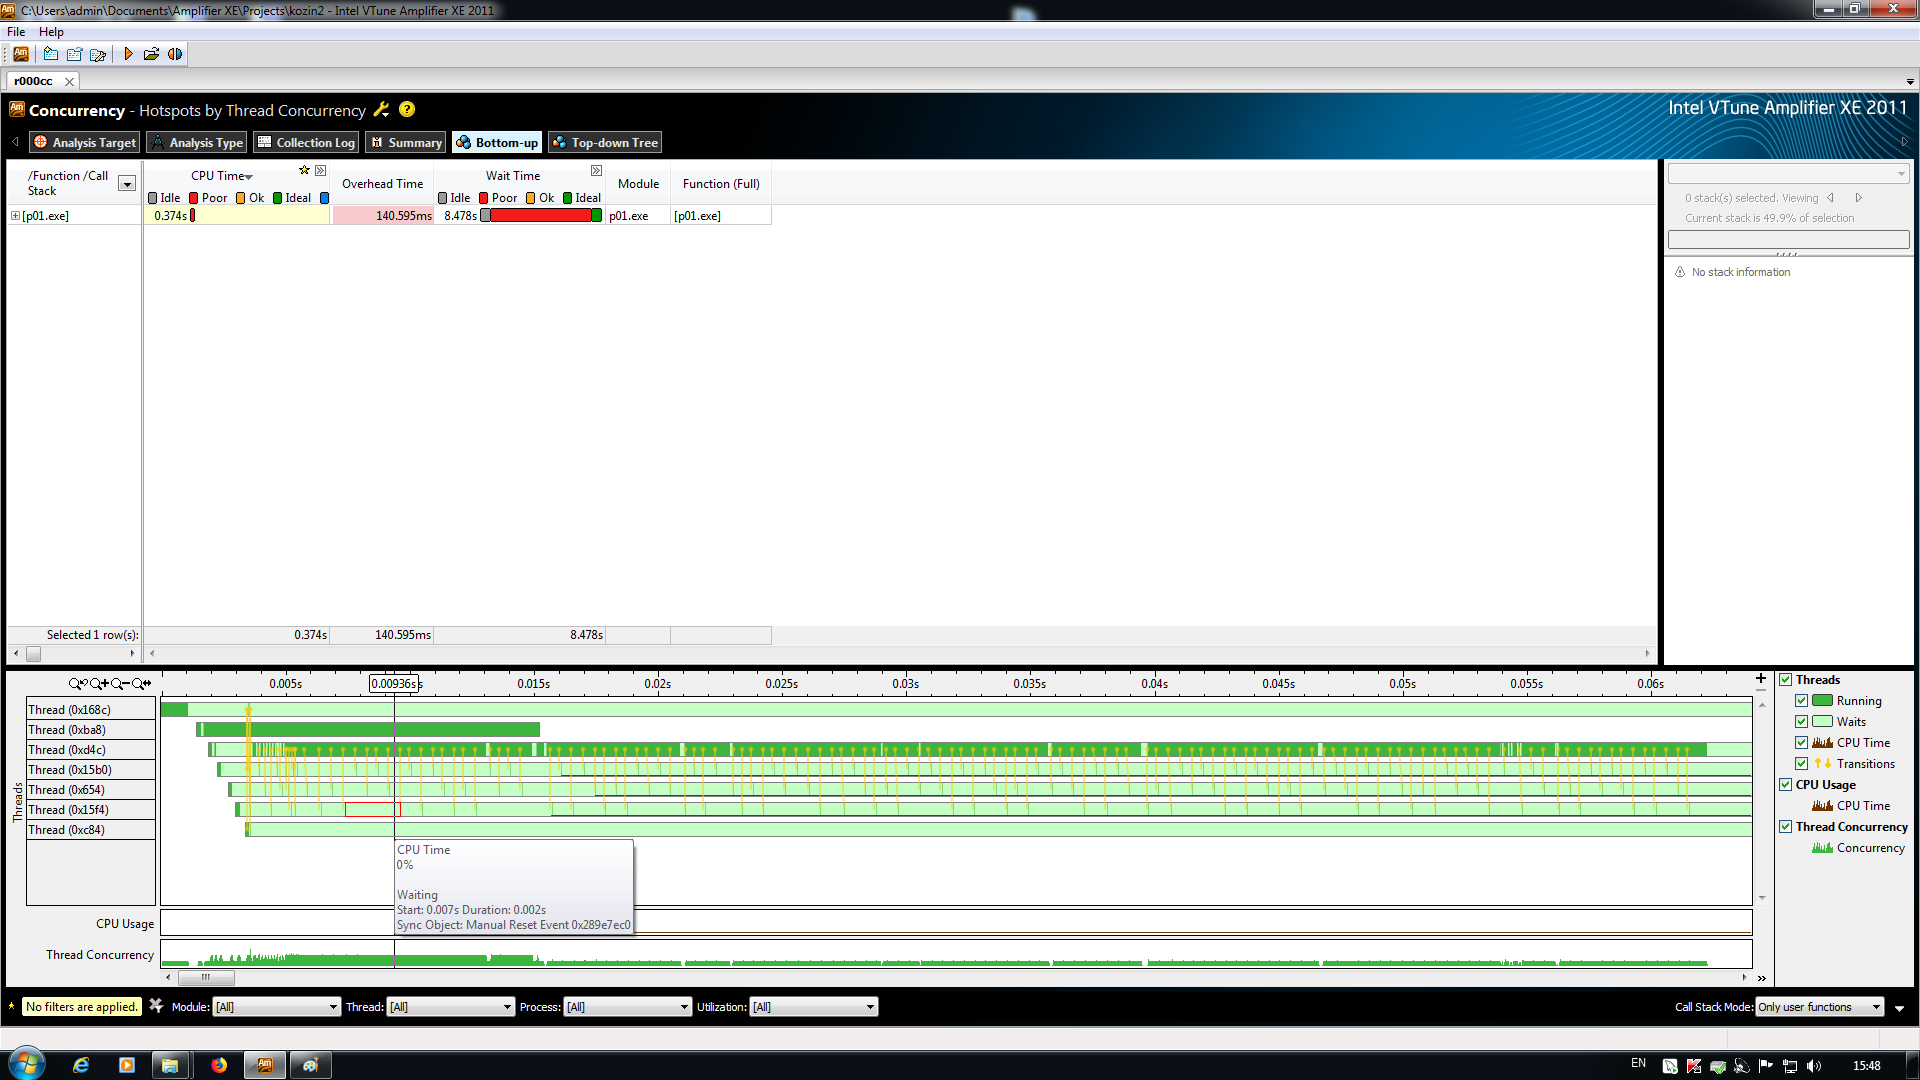 C:\Users\admin\Documents\Amplifier XE\Projects\kozin2 - Intel VTune Amplifier XE 2011
File Help
Am
r000cc
Am Concurrency - Hotspots by Thread Concurrency ? Intel VTune Amplifier XE 2011
Analysis Target Analysis Type Collection Log Summary Bottom-up Top-down Tree
/Function /Call Stack CPU Time Overhead Time Wait Time Module Function (Full)
Idle Poor Ok Ideal Idle Poor Ok Ideal
[p01.exe] 0.374s 140.595ms 8.478s p01.exe [p01.exe]
0 stack(s) selected. Viewing
Current stack is 49.9% of selection
No stack information
Selected 1 row(s): 0.374s 140.595ms 8.478s
0.005s 0.00936s s 0.015s 0.02s 0.025s 0.03s 0.035s 0.04s 0.045s 0.05s 0.055s 0.06s
Threads
Thread (0x168c)
Thread (0xba8)
Thread (0xd4c)
Thread (0x15b0)
Thread (0x654)
Thread (0x15f4)
Thread (0xc84)
CPU Time
0%
Waiting
Start: 0.007s Duration: 0.002s
Sync Object: Manual Reset Event 0x289e7ec0
CPU Usage
Thread Concurrency
Threads
Running
Waits
CPU Time
Transitions
CPU Usage
CPU Time
Thread Concurrency
Concurrency
No filters are applied. Module: [All] Thread: [All] Process: [All] Utilization: [All] Call Stack Mode: Only user functions
Am EN 15:48